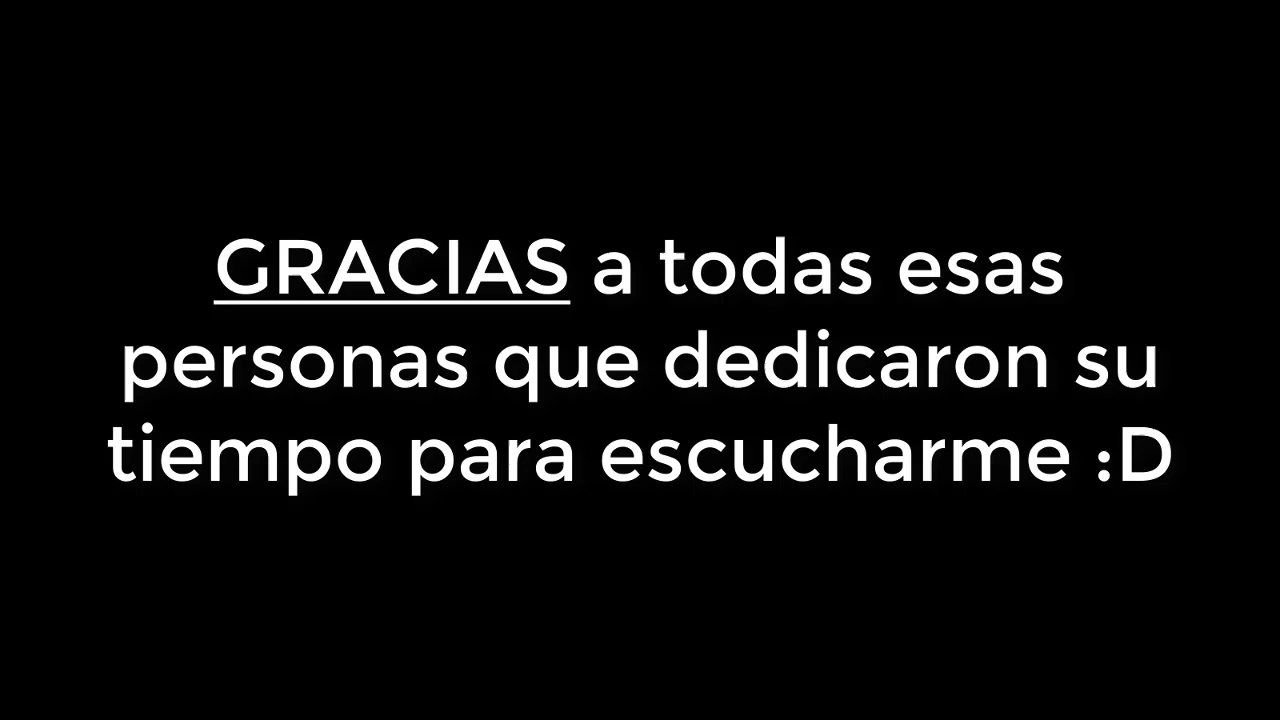 GRACIAS a todas esas
personas que dedicaron su
tiempo para escucharme :D